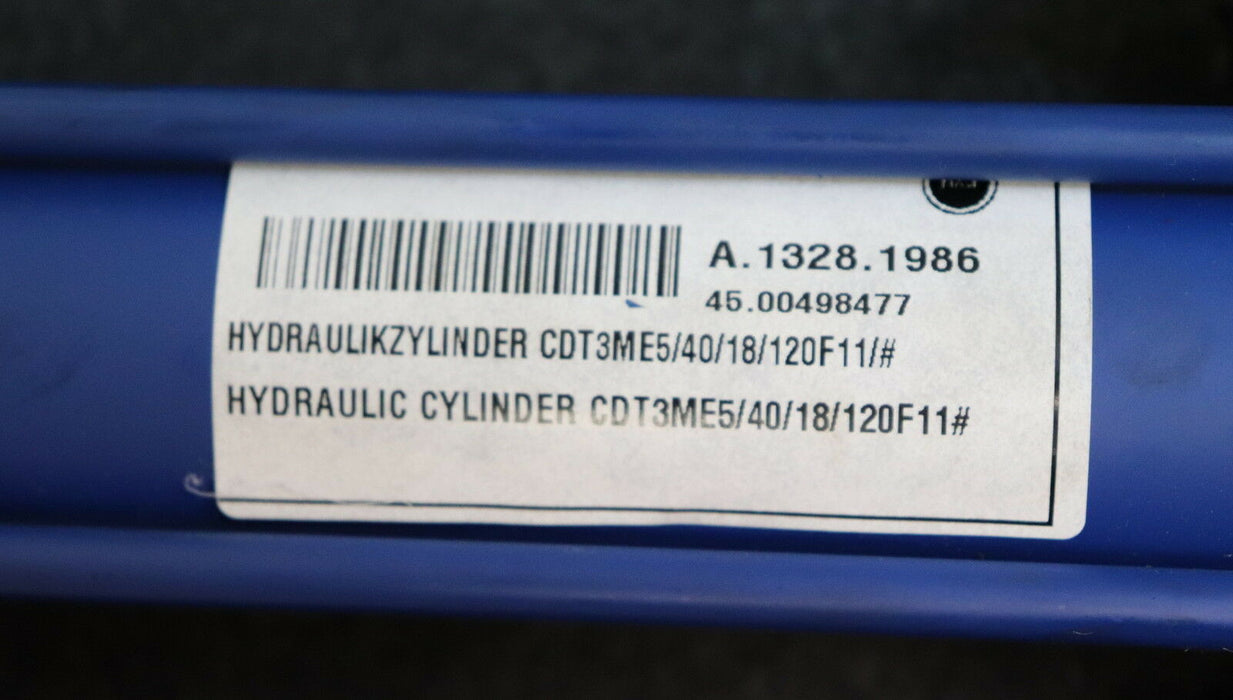 A.1328.1986
45.00498477
HYDRAULIKZYLINDER CDT3ME5/40/18/120F11/#
HYDRAULIC CYLINDER CDT3ME5/40/18/120F11#